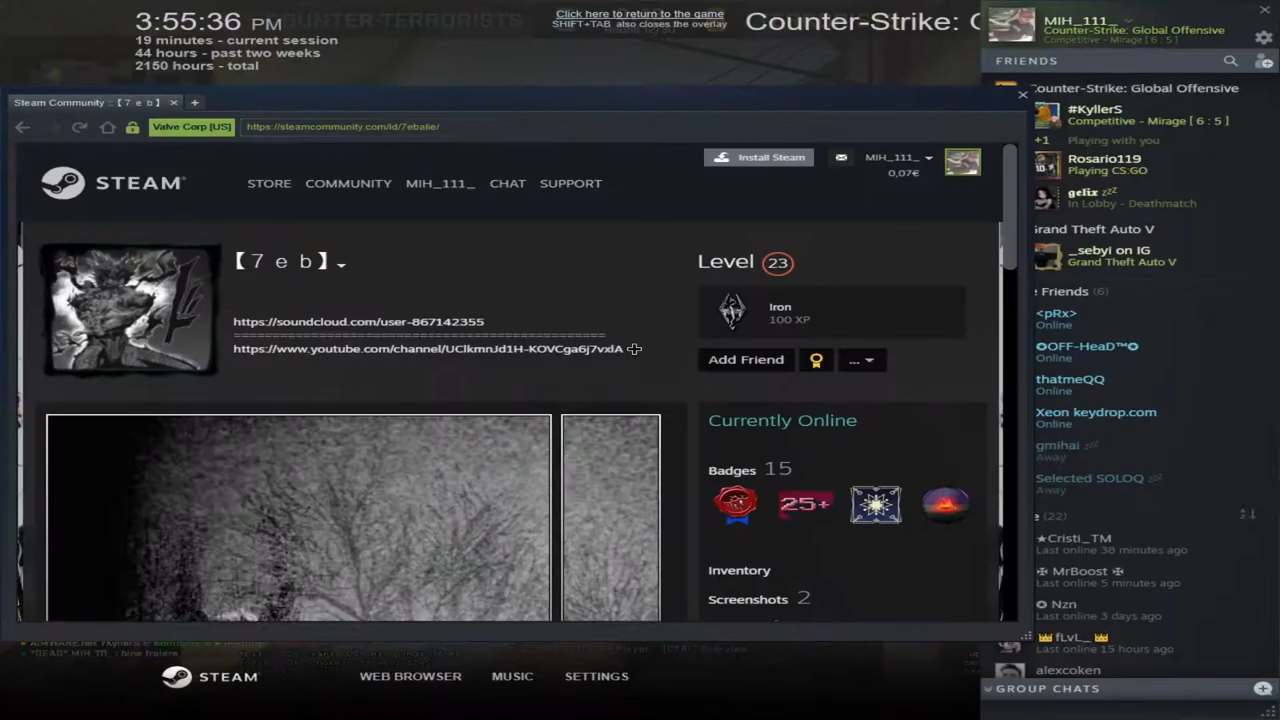 3:55:36 PM
19 minutes - current session
44 hours - past two weeks
2150 hours - total
COUNTER-TERRORISTS
Click here to return to the game
SHIFT+TAB also closes the overlay
Counter-Strike: G
MIH_111_
Counter-Strike: Global Offensive
Competitive - Mirage [ 6 : 5 ]
FRIENDS
Steam Community :: 【7 e b】
Valve Corp [US]
https://steamcommunity.com/id/7ebalie/
Install Steam
MIH_111_
0,07€
STEAM
STORE
COMMUNITY
MIH_111_
CHAT
SUPPORT
【7 e b】
https://soundcloud.com/user-867142355
=============================================
https://www.youtube.com/channel/UClkmnJd1H-KOVCga6j7vxlA
Level 23
Iron
100 XP
Add Friend
...
Currently Online
Badges 15
25+
Inventory
Screenshots 2
ounter-Strike: Global Offensive
#KyllerS
Competitive - Mirage [ 6 : 5 ]
+1 Playing with you
Rosario119
Playing CS:GO
gelix zzz
In Lobby - Deathmatch
Grand Theft Auto V
_sebyI on IG
Grand Theft Auto V
e Friends (6)
<pRx>
Online
✪OFF-HeaD™✪
Online
thatmeQQ
Online
Xeon keydrop.com
Online
gmihai zzz
Away
Selected SOLOQ zzz
Away
e (22)
★Cristi_TM
Last online 38 minutes ago
✠ MrBoost ✠
Last online 5 minutes ago
✪ Nzn
Last online 3 days ago
👑 fLvL_ 👑
Last online 15 hours ago
alexcoken
GROUP CHATS
STEAM
WEB BROWSER
MUSIC
SETTINGS